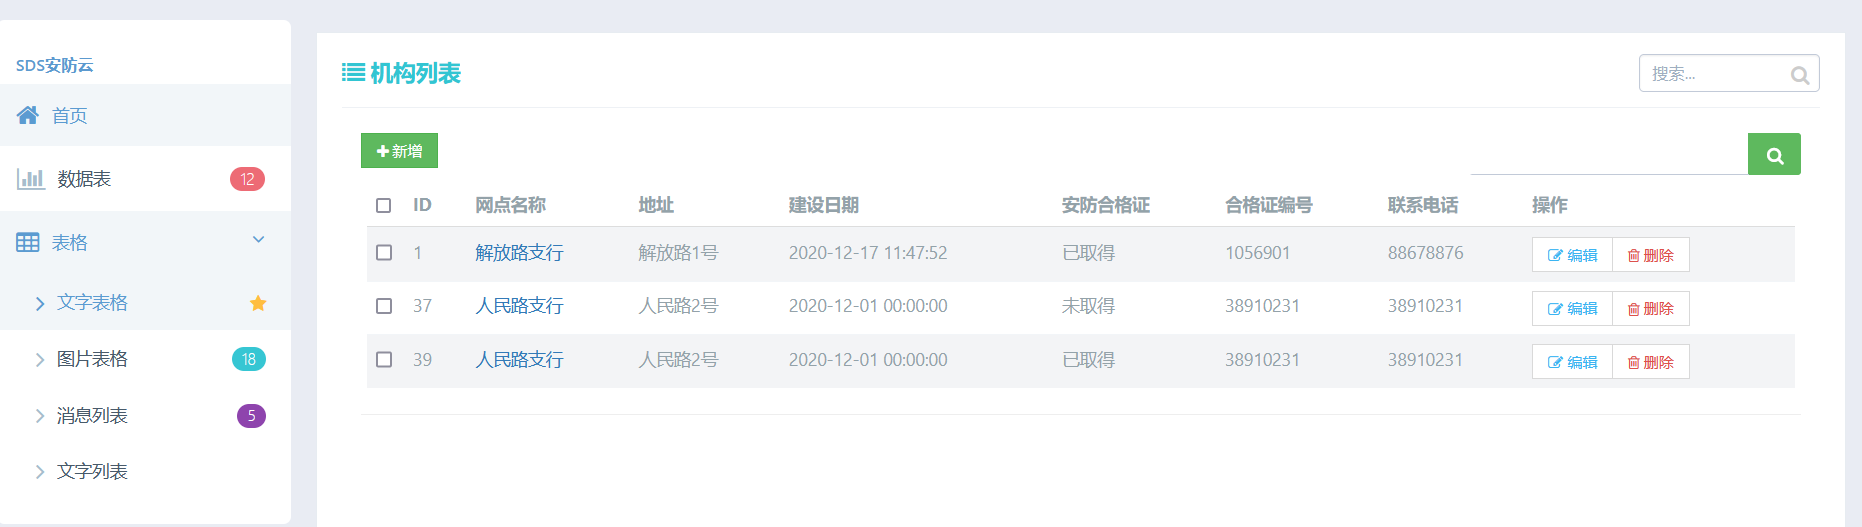 SDS安防云
首页
数据表 12
表格
文字表格
图片表格 18
消息列表 5
文字列表
机构列表
搜索...
新增
ID 网点名称 地址 建设日期 安防合格证 合格证编号 联系电话 操作
1 解放路支行 解放路1号 2020-12-17 11:47:52 已取得 1056901 88678876 编辑 删除
37 人民路支行 人民路2号 2020-12-01 00:00:00 未取得 38910231 38910231 编辑 删除
39 人民路支行 人民路2号 2020-12-01 00:00:00 已取得 38910231 38910231 编辑 删除